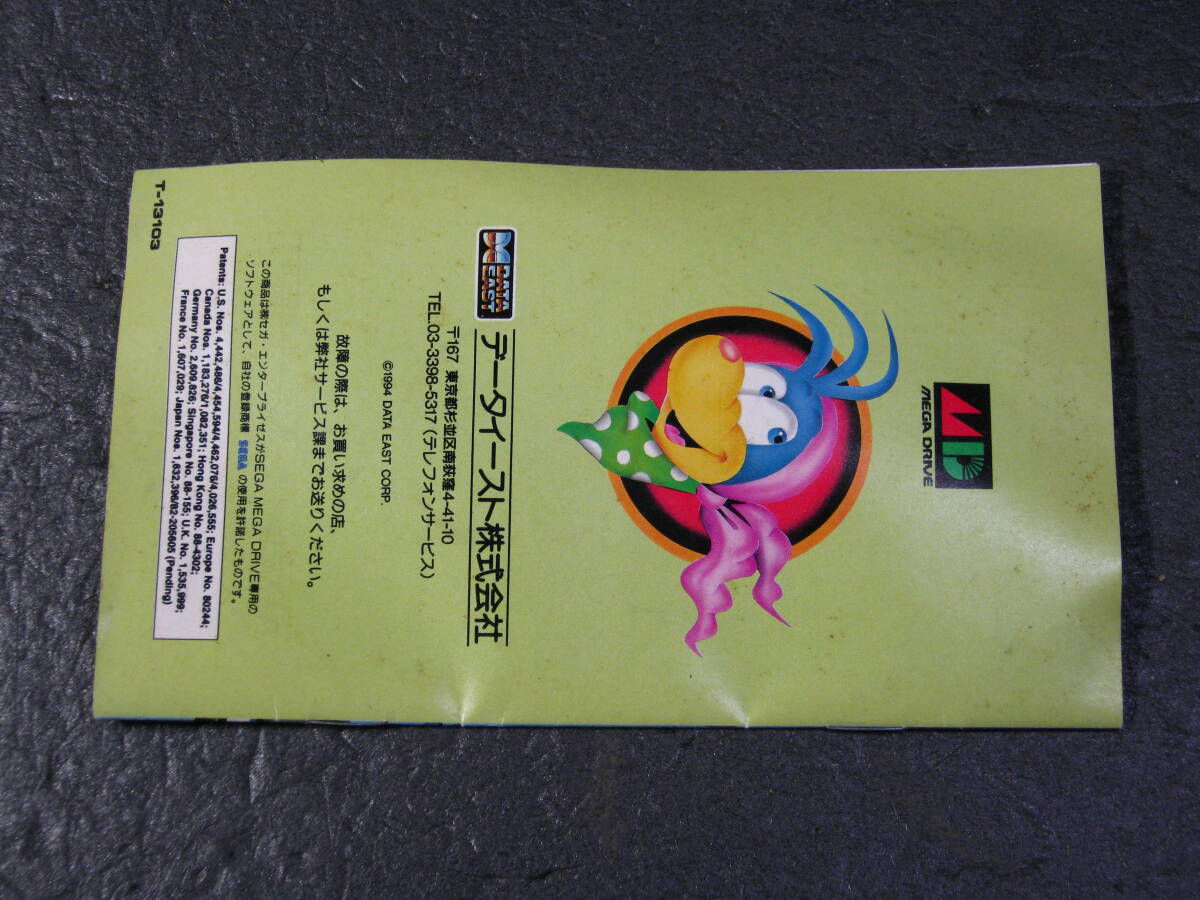 MEGA DRIVE
DATA
EAST
データイースト株式会社
〒167 東京都杉並区南荻窪4-41-10
TEL.03-3398-5317(テレフォンサービス)
©1994 DATA EAST CORP.
故障の際は、お買い求めの店、
もしくは弊社サービス課までお送りください。
この商品は㈱セガ・エンタープライゼスがSEGA MEGA DRIVE専用の
ソフトウェアとして、自社の登録商標 SEGA の使用を許諾したものです。
Patents: U.S. Nos. 4,442,486/4,454,594/4,462,076/4,026,555; Europe No. 80244;
Canada Nos. 1,183,276/1,082,351; Hong Kong No. 88-4302;
Germany No. 2,609,826; Singapore No. 88-155; U.K. No. 1,535,999;
France No. 1,607,029; Japan Nos. 1,632,396/82-205605 (Pending)
T-13103